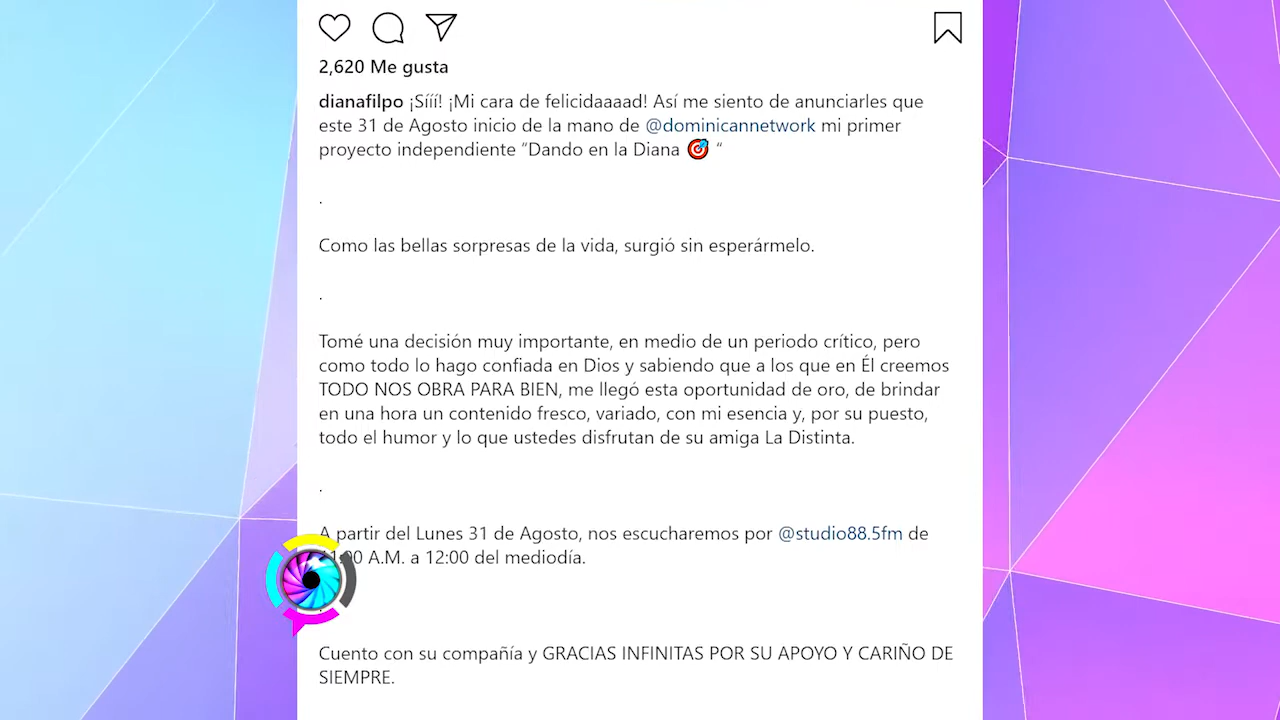 2,620 Me gusta
dianafilpo ¡Sííí! ¡Mi cara de felicidaaaad! Así me siento de anunciarles que
este 31 de Agosto inicio de la mano de @dominicannetwork mi primer
proyecto independiente “Dando en la Diana 🎯 “
.
Como las bellas sorpresas de la vida, surgió sin esperármelo.
.
Tomé una decisión muy importante, en medio de un periodo crítico, pero
como todo lo hago confiada en Dios y sabiendo que a los que en Él creemos
TODO NOS OBRA PARA BIEN, me llegó esta oportunidad de oro, de brindar
en una hora un contenido fresco, variado, con mi esencia y, por su puesto,
todo el humor y lo que ustedes disfrutan de su amiga La Distinta.
.
A partir del Lunes 31 de Agosto, nos escucharemos por @studio88.5fm de
A.M. a 12:00 del mediodía.
.
Cuento con su compañía y GRACIAS INFINITAS POR SU APOYO Y CARIÑO DE
SIEMPRE.